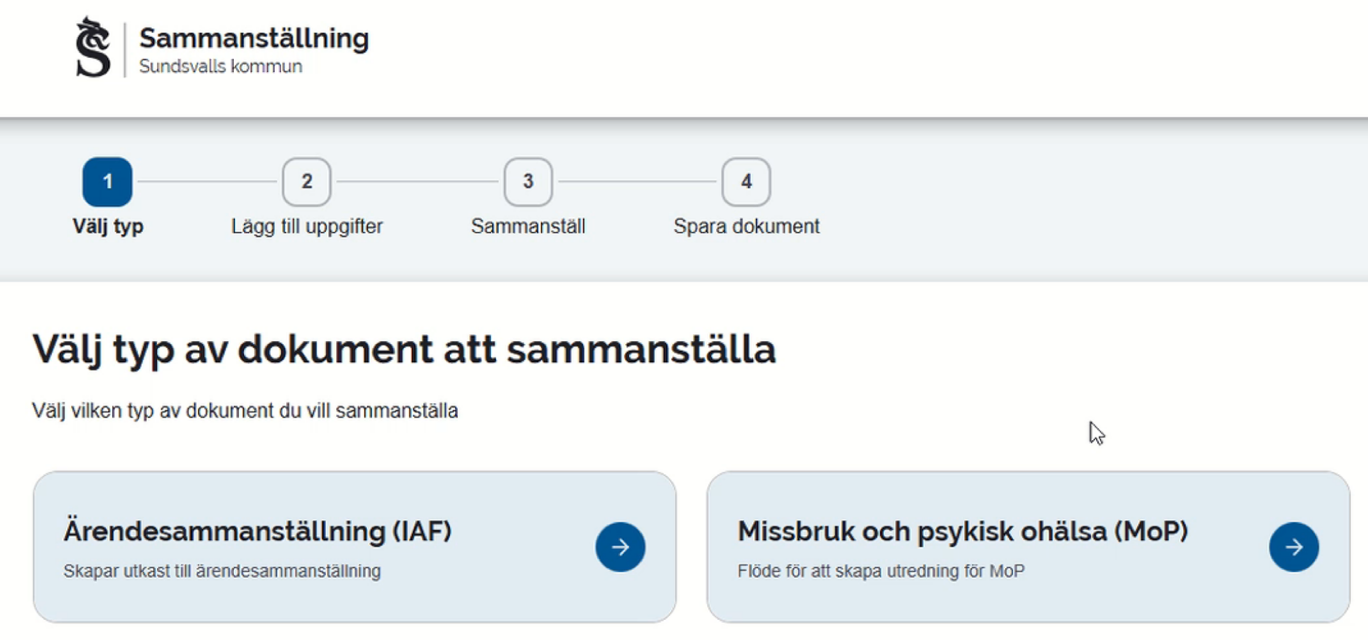 Sammanställning
Sundsvalls kommun
1
2
3
4
Välj typ
Lägg till uppgifter
Sammanställ
Spara dokument
Välj typ av dokument att sammanställa
Välj vilken typ av dokument du vill sammanställa
Ärendesammanställning (IAF)
Skapar utkast till ärendesammanställning
Missbruk och psykisk ohälsa (MoP)
Flöde för att skapa utredning för MoP